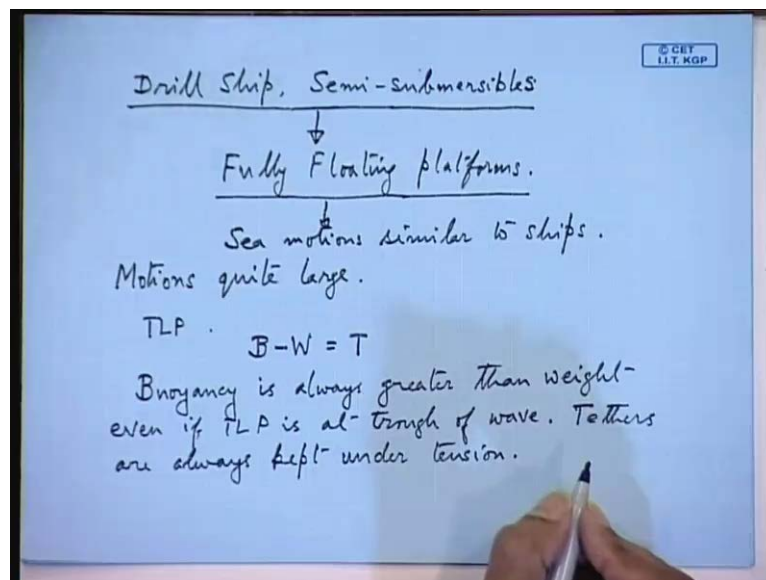 © CET
I.I.T. KGP
Drill Ship, Semi-submersibles
Fully Floating platforms.
Sea motions similar to ships.
Motions quite large.
TLP.
B-W = T
Buoyancy is always greater than weight
even if TLP is at trough of wave. Tethers
are always kept under tension.